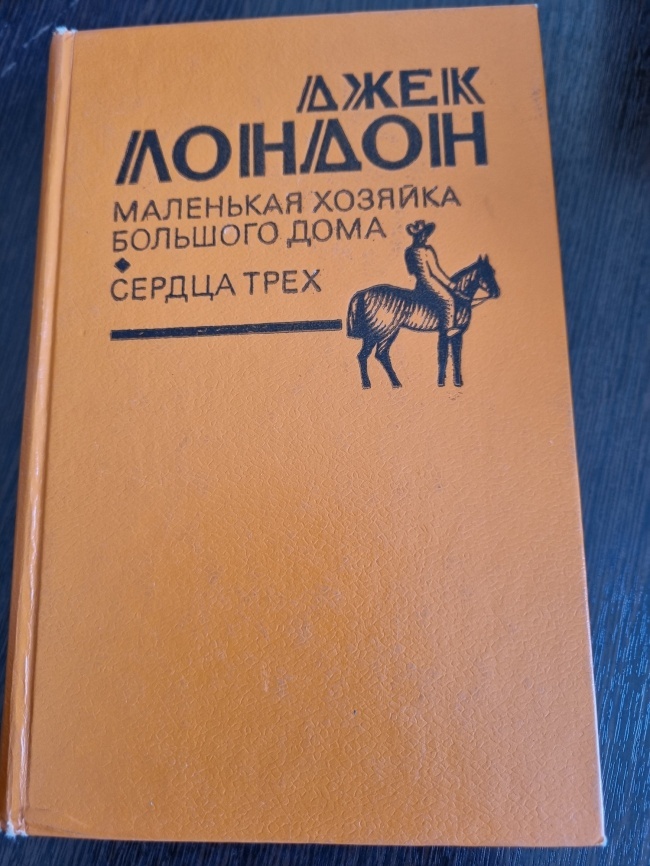 ДЖЕК
ЛОНДОН
МАЛЕНЬКАЯ ХОЗЯЙКА
БОЛЬШОГО ДОМА
СЕРДЦА ТРЕХ